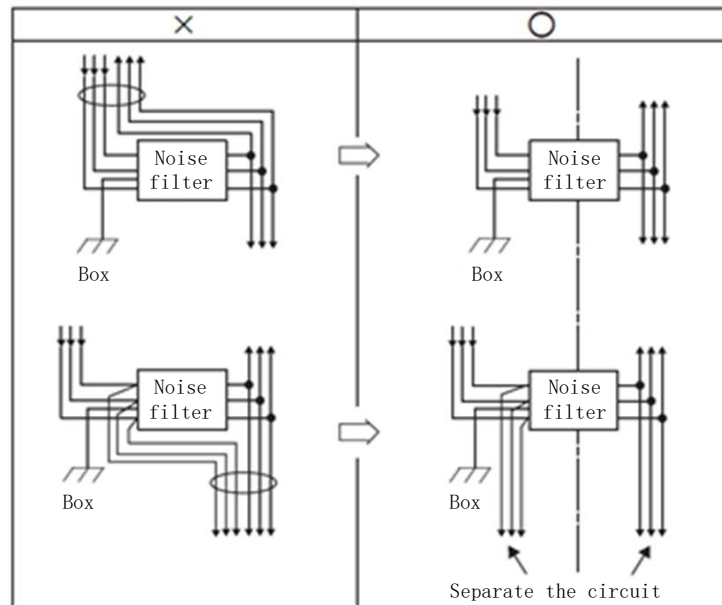 ×
○
Noise
filter
Box
Noise
filter
Box
Noise
filter
Box
Noise
filter
Box
Separate the circuit